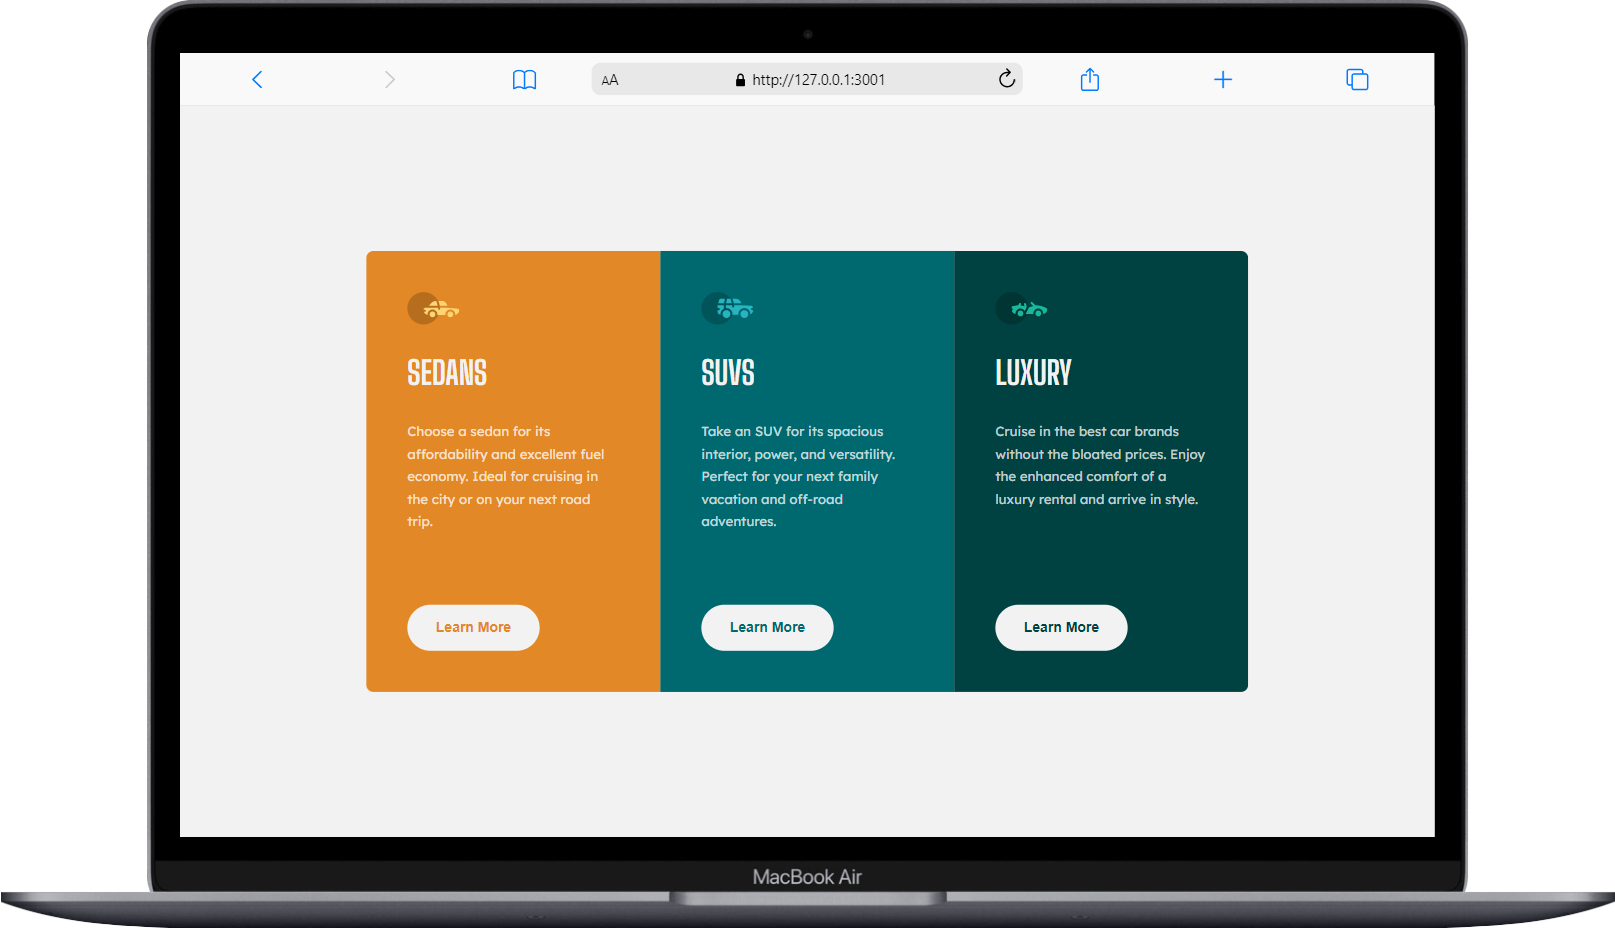 AA
http://127.0.0.1:3001
SEDANS
Choose a sedan for its
affordability and excellent fuel
economy. Ideal for cruising in
the city or on your next road
trip.
Learn More
SUVS
Take an SUV for its spacious
interior, power, and versatility.
Perfect for your next family
vacation and off-road
adventures.
Learn More
LUXURY
Cruise in the best car brands
without the bloated prices. Enjoy
the enhanced comfort of a
luxury rental and arrive in style.
Learn More
MacBook Air